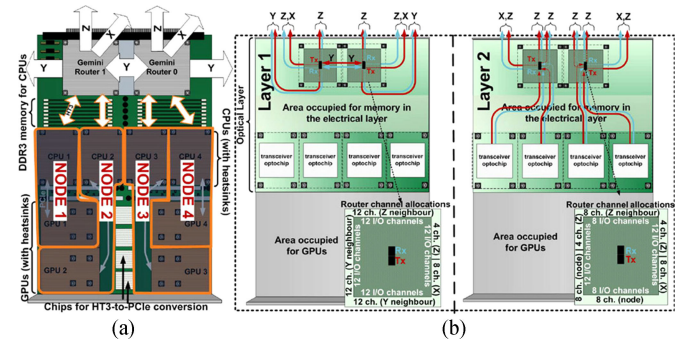 Z
X
Z
X
Y
Gemini
Router 1
Y
Gemini
Router 0
Y
DDR3 memory for CPUs
CPU 1
CPU 2
CPU 3
CPU 4
CPUs (with heatsinks)
NODE 1
NODE 2
NODE 3
NODE 4
GPUs (with heatsinks)
GPU 1
GPU 4
GPU 2
GPU 3
Chips for HT3-to-PCIe conversion
(a)
Y
Z,X
Z
Z
Z,X
Y
Optical Layer
Layer 1
Tx
Rx
Y
Y
Tx
Rx
Area occupied for memory in
the electrical layer
transceiver
optochip
transceiver
optochip
transceiver
optochip
transceiver
optochip
Area occupied
for GPUs
Router channel allocations
12 ch. (Z neighbour)
12 I/O channels
12 ch. (Y neighbour)
12 I/O channels
Rx
Tx
12 I/O channels
4 ch. (Z)
8 ch. (X)
12 I/O channels
12 ch. (Y neighbour)
X,Z
Z
Z
Z
Z
X,Z
Layer 2
Tx
Rx
Tx
Rx
Area occupied for memory in
the electrical layer
transceiver
optochip
transceiver
optochip
transceiver
optochip
transceiver
optochip
Area occupied
for GPUs
Router channel allocations
8 ch. (Z neighbour)
8 I/O channels
8 ch. (node)
4 ch. (Z)
12 I/O channels
Rx
Tx
12 I/O channels
4 ch. (Z)
8 ch. (X)
8 I/O channels
8 ch. (node)
(b)